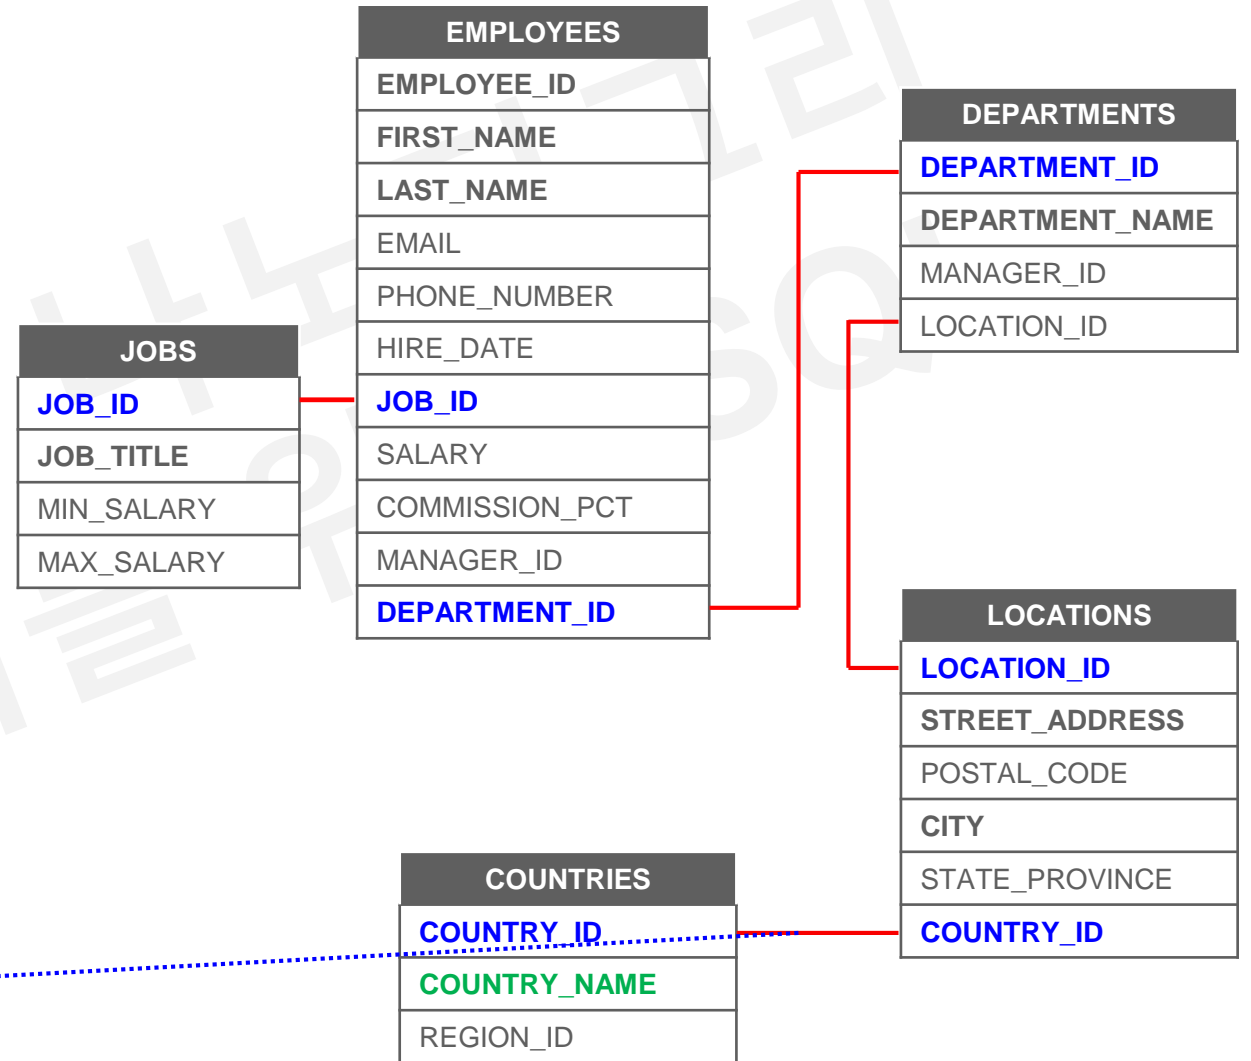 EMPLOYEES
EMPLOYEE_ID
FIRST_NAME
LAST_NAME
EMAIL
PHONE_NUMBER
HIRE_DATE
JOB_ID
SALARY
COMMISSION_PCT
MANAGER_ID
DEPARTMENT_ID
DEPARTMENTS
DEPARTMENT_ID
DEPARTMENT_NAME
MANAGER_ID
LOCATION_ID
JOBS
JOB_ID
JOB_TITLE
MIN_SALARY
MAX_SALARY
LOCATIONS
LOCATION_ID
STREET_ADDRESS
POSTAL_CODE
CITY
STATE_PROVINCE
COUNTRY_ID
COUNTRIES
COUNTRY_ID
COUNTRY_NAME
REGION_ID